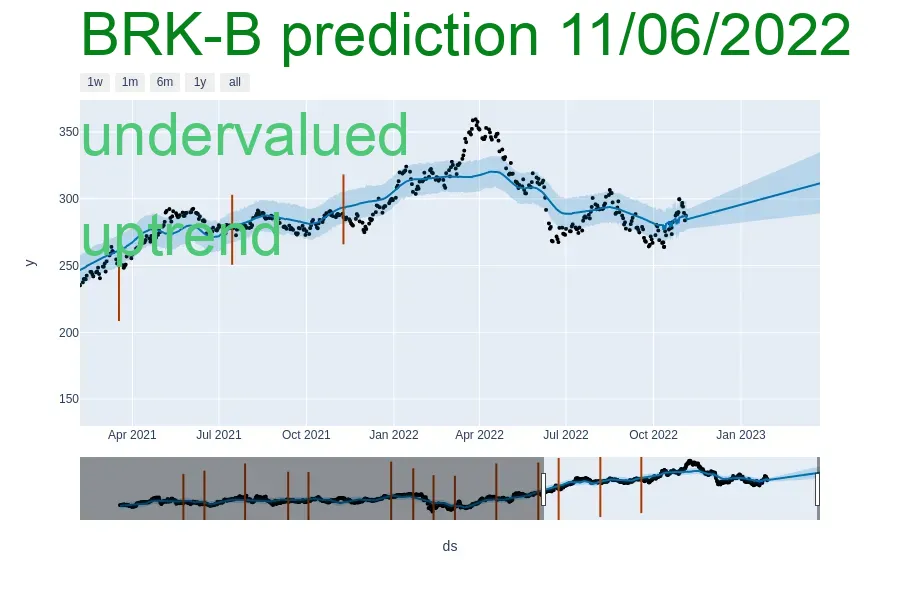 BRK-B prediction 11/06/2022
1w 1m 6m 1y all
undervalued
uptrend
350
300
250
200
150
y
Apr 2021 Jul 2021 Oct 2021 Jan 2022 Apr 2022 Jul 2022 Oct 2022 Jan 2023
ds